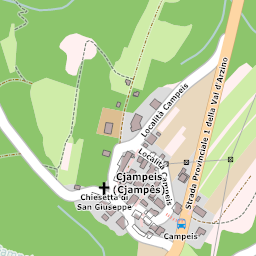 Strada Provinciale 1 della Val d'Arzino
Località Campeis
Località Campeis
Cjampeis
(Cjampès)
Chiesetta di
San Giuseppe
Campeis